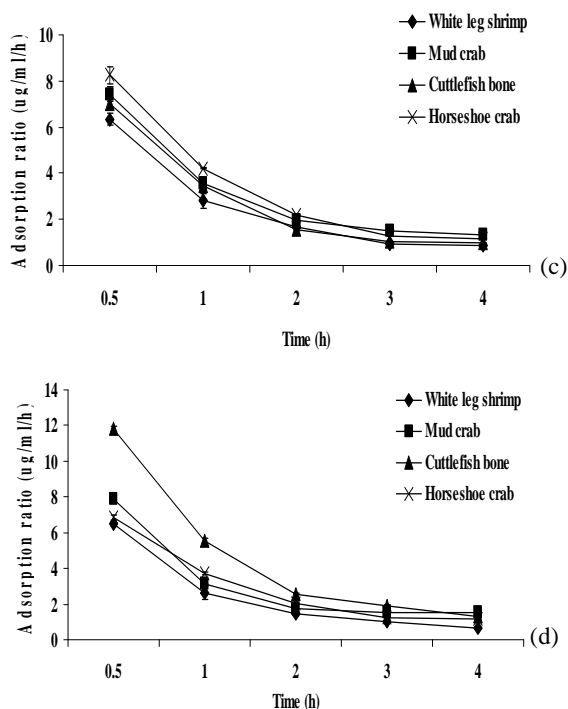 Adsorption ratio (ug/ml/h)
10
8
6
4
2
0
White leg shrimp
Mud crab
Cuttlefish bone
Horseshoe crab
0.5 1 2 3 4
Time (h)
(c)
Adsorption ratio (ug/ml/h)
14
12
10
8
6
4
2
0
White leg shrimp
Mud crab
Cuttlefish bone
Horseshoe crab
0.5 1 2 3 4
Time (h)
(d)